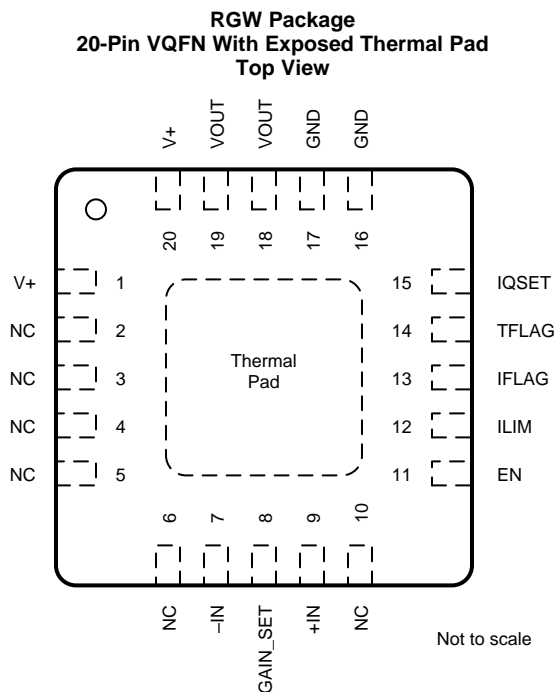 RGW Package
20-Pin VQFN With Exposed Thermal Pad
Top View
V+
VOUT
VOUT
GND
GND
20
19
18
17
16
V+ 1
NC 2
NC 3
NC 4
NC 5
15 IQSET
14 TFLAG
13 IFLAG
12 ILIM
11 EN
Thermal
Pad
6
7
8
9
10
NC
–IN
GAIN_SET
+IN
NC
Not to scale